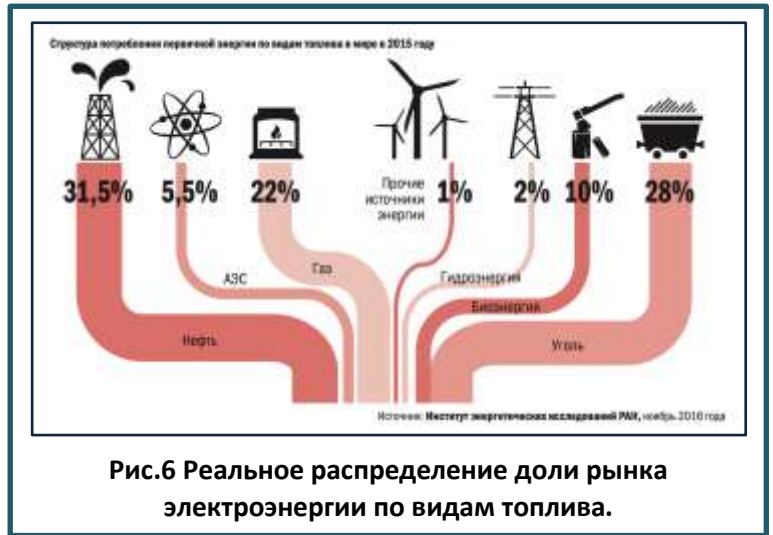 Структура потребления первичной энергии по видам топлива в мире в 2015 году
31,5%
5,5%
22%
Прочие
источники
энергии
1%
2%
10%
28%
АЗС
Газ
Гидроэнергия
Биоэнергия
Нефть
Уголь
Источник: Институт энергетических исследований РАН, ноябрь 2016 года
Рис.6 Реальное распределение доли рынка
электроэнергии по видам топлива.